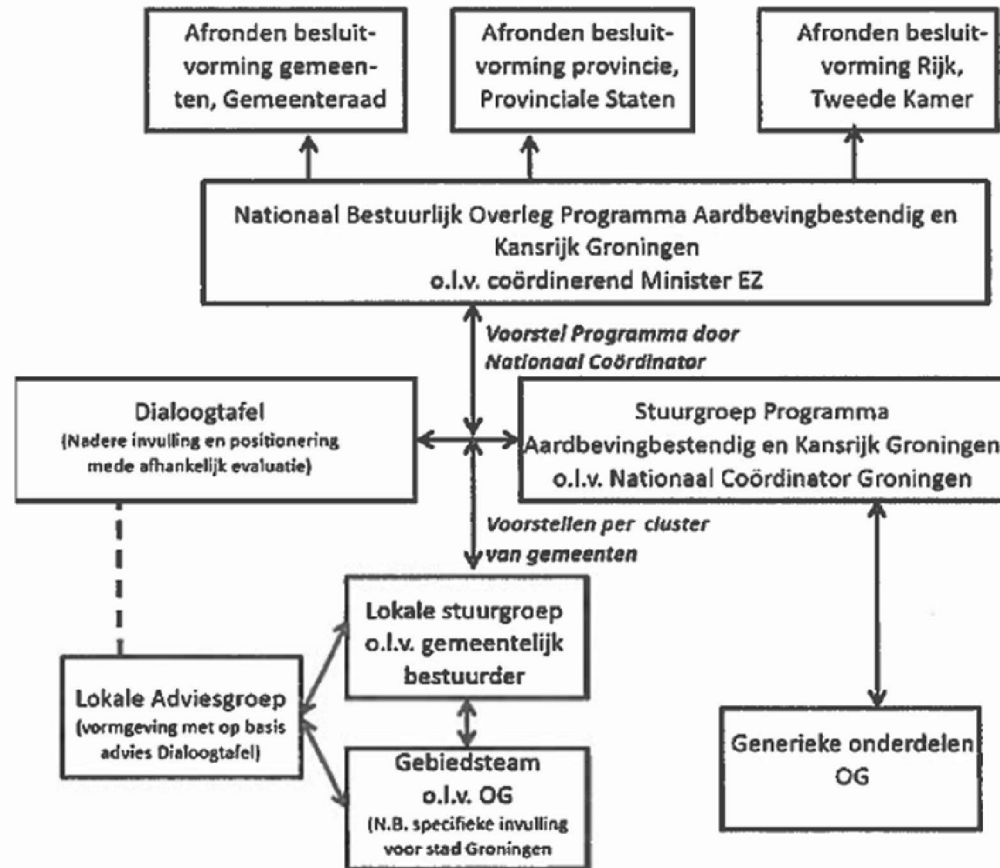 Afronden besluit-
vorming gemeen-
ten, Gemeenteraad
Afronden besluit-
vorming provincie,
Provinciale Staten
Afronden besluit-
vorming Rijk,
Tweede Kamer
Nationaal Bestuurlijk Overleg Programma Aardbevingbestendig en
Kansrijk Groningen
o.l.v. coördinerend Minister EZ
Voorstel Programma door
Nationaal Coördinator
Dialoogtafel
(Nadere invulling en positionering
mede afhankelijk evaluatie)
Stuurgroep Programma
Aardbevingbestendig en Kansrijk Groningen
o.l.v. Nationaal Coördinator Groningen
Voorstellen per cluster
van gemeenten
Lokale stuurgroep
o.l.v. gemeentelijk
bestuurder
Lokale Adviesgroep
(vormgeving met op basis
advies Dialoogtafel)
Gebiedsteam
o.l.v. OG
(N.B. specifieke invulling
voor stad Groningen
Generieke onderdelen
OG